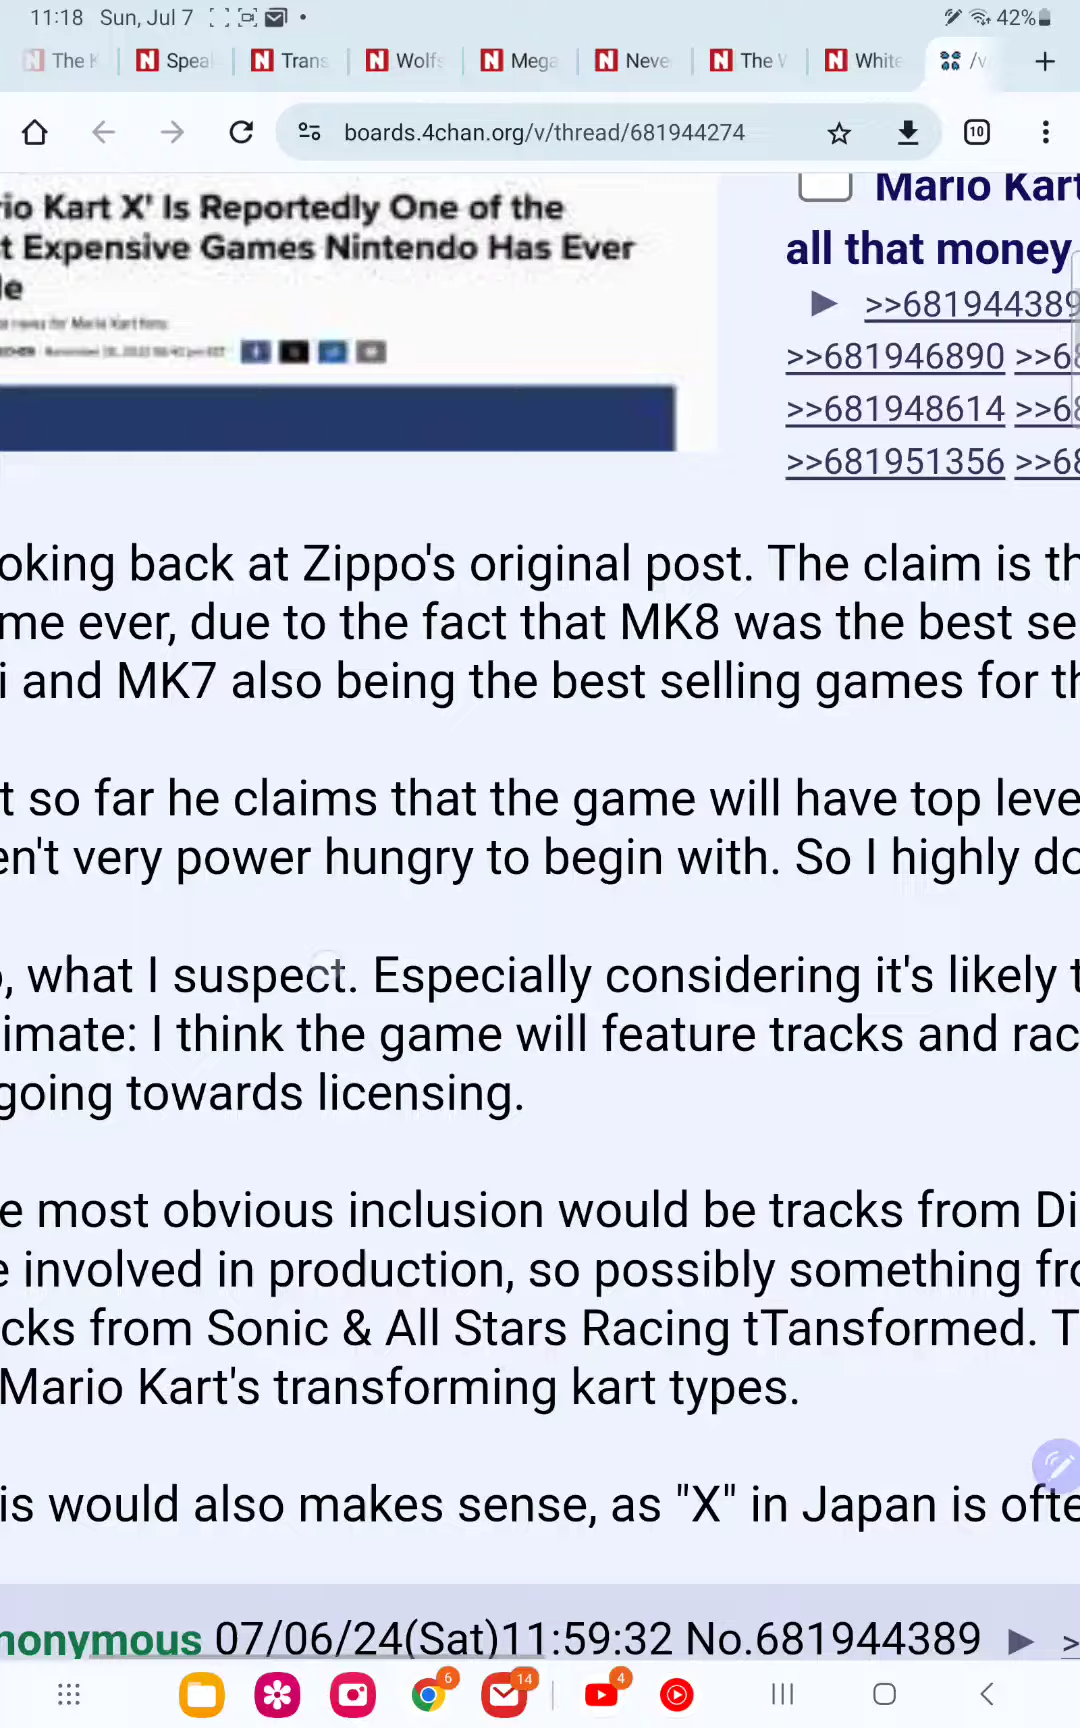 11:18 Sun, Jul 7
42%
The
Spea
Trans
Wolfs
Mega
Neve
The
White
/v
boards.4chan.org/v/thread/681944274
10
io Kart X' Is Reportedly One of the
t Expensive Games Nintendo Has Ever
le
Mario Kart
all that money
>>681944389
>>681946890 >>68
>>681948614 >>68
>>681951356 >>68
oking back at Zippo's original post. The claim is th
me ever, due to the fact that MK8 was the best se
i and MK7 also being the best selling games for th
t so far he claims that the game will have top leve
en't very power hungry to begin with. So I highly do
, what I suspect. Especially considering it's likely t
imate: I think the game will feature tracks and rac
going towards licensing.
e most obvious inclusion would be tracks from Di
e involved in production, so possibly something fro
cks from Sonic & All Stars Racing tTansformed. T
Mario Kart's transforming kart types.
is would also makes sense, as "X" in Japan is ofte
nonymous 07/06/24(Sat)11:59:32 No.681944389 ▶ >
6
14
4